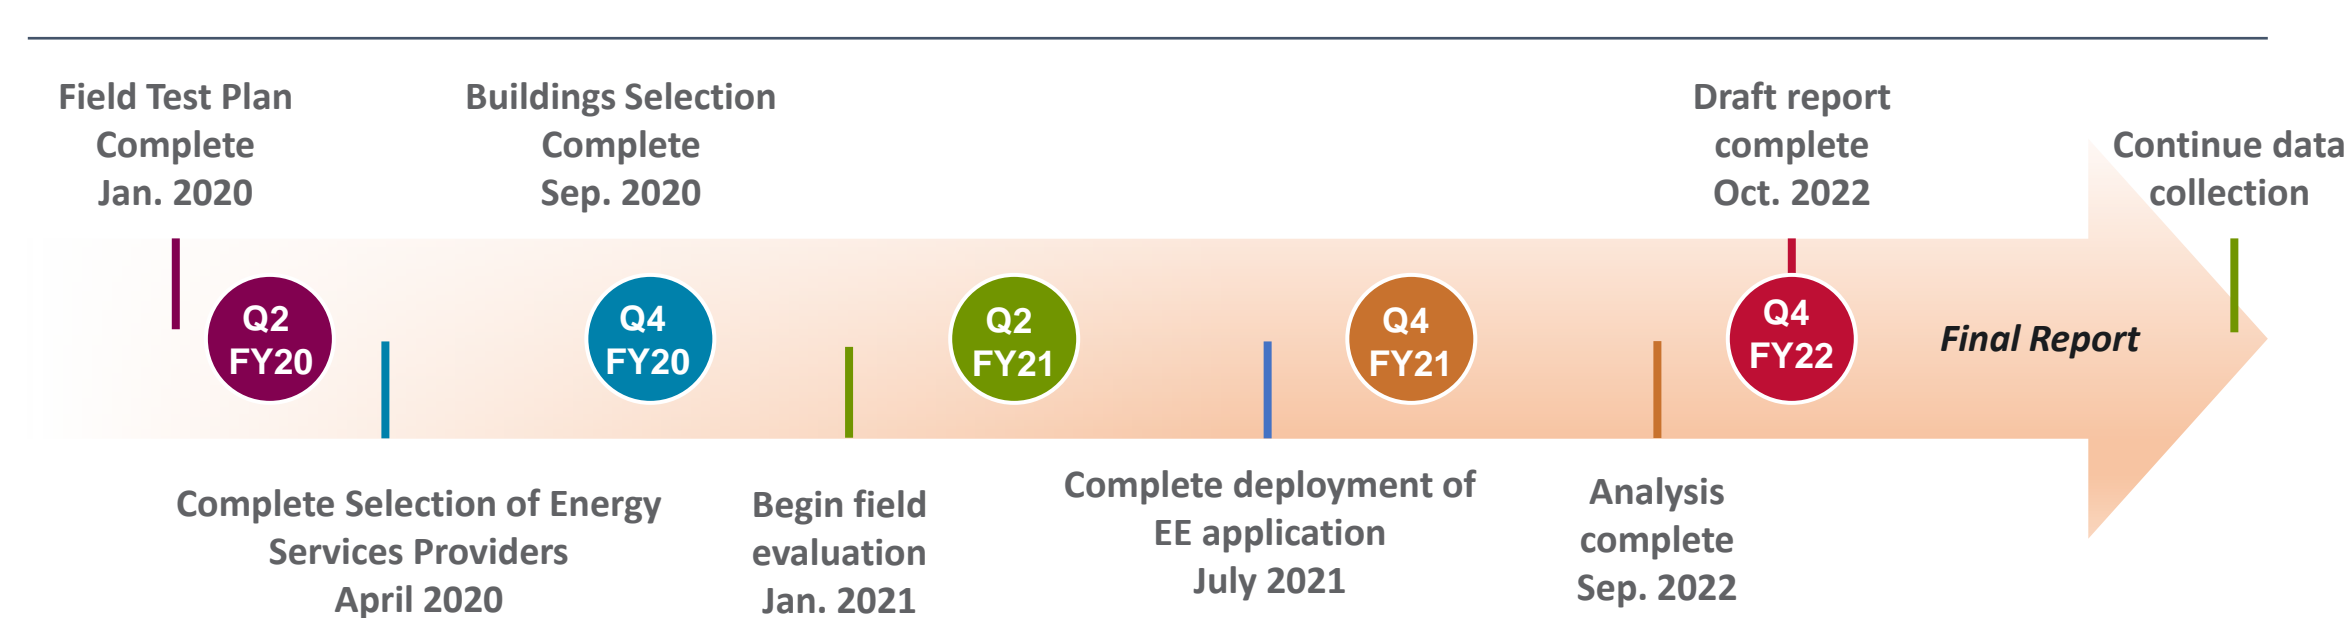 Field Test Plan
Complete
Jan. 2020
Buildings Selection
Complete
Sep. 2020
Draft report
complete
Oct. 2022
Continue data
collection
Q2
FY20
Q4
FY20
Q2
FY21
Q4
FY21
Q4
FY22
Final Report
Complete Selection of Energy
Services Providers
April 2020
Begin field
evaluation
Jan. 2021
Complete deployment of
EE application
July 2021
Analysis
complete
Sep. 2022